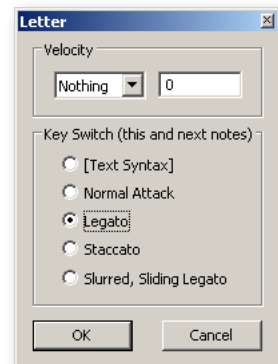 Letter
Velocity
Nothing 0
Key Switch (this and next notes)
[Text Syntax]
Normal Attack
Legato
Staccato
Slurred, Sliding Legato
OK Cancel